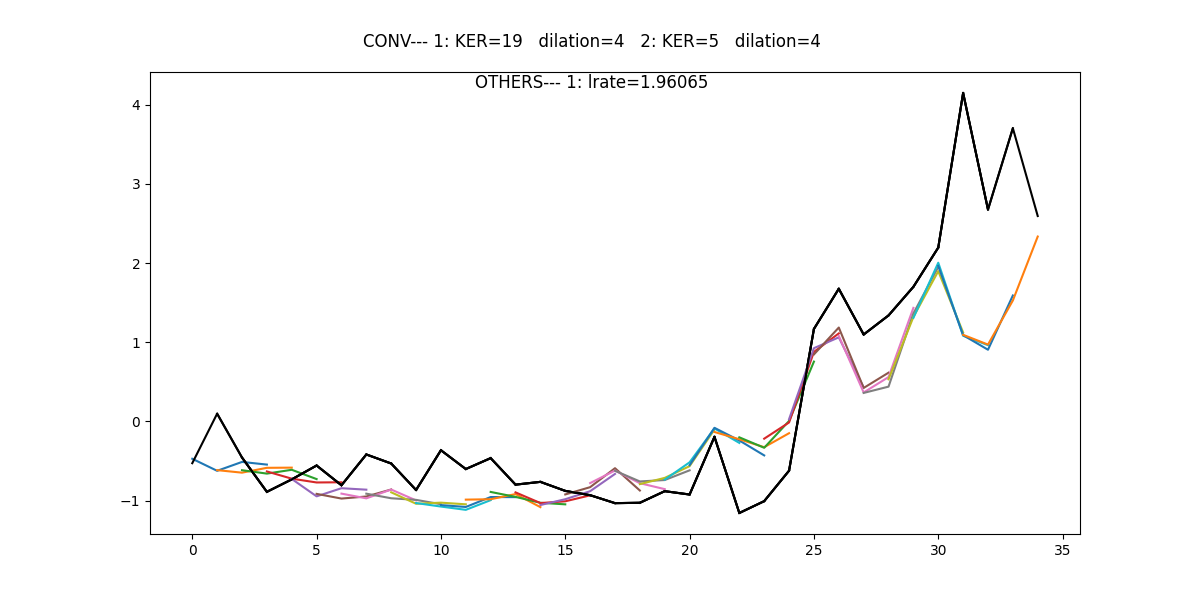 CONV--- 1: KER=19   dilation=4   2: KER=5   dilation=4
OTHERS--- 1: lrate=1.96065
4
3
2
1
0
−1
0 5 10 15 20 25 30 35